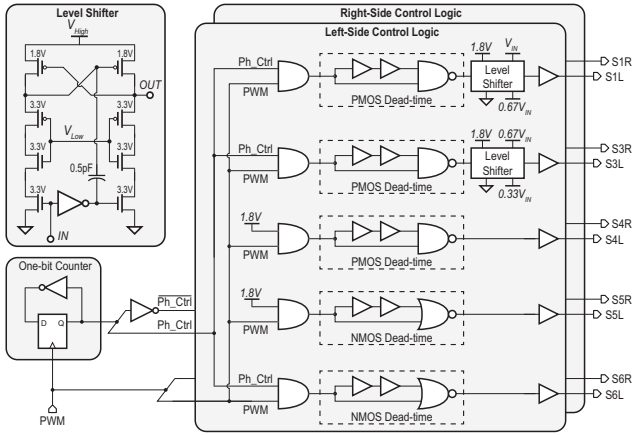 Level Shifter
V_High
1.8V
1.8V
OUT
3.3V
3.3V
V_Low
3.3V
3.3V
0.5pF
3.3V
3.3V
IN
One-bit Counter
D
Q
PWM
Right-Side Control Logic
Left-Side Control Logic
Ph_Ctrl
PWM
PMOS Dead-time
1.8V
V_IN
Level
Shifter
0.67V_IN
S1R
S1L
Ph_Ctrl
PWM
PMOS Dead-time
1.8V
0.67V_IN
Level
Shifter
0.33V_IN
S3R
S3L
1.8V
PWM
PMOS Dead-time
S4R
S4L
Ph_Ctrl
Ph_Ctrl
1.8V
PWM
NMOS Dead-time
S5R
S5L
Ph_Ctrl
PWM
NMOS Dead-time
S6R
S6L